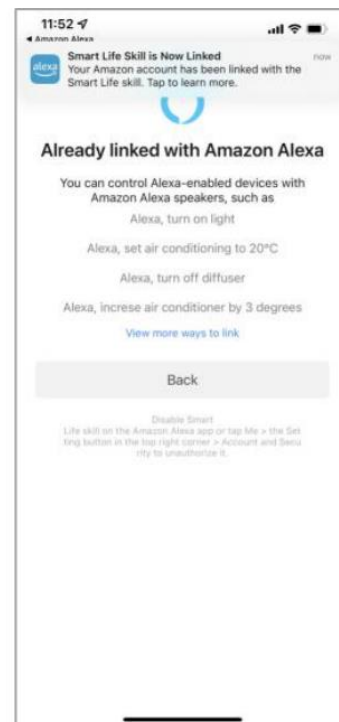 11:52
◀ Amazon Alexa
Smart Life Skill is Now Linked now
alexa
Your Amazon account has been linked with the
Smart Life skill. Tap to learn more.
Already linked with Amazon Alexa
You can control Alexa-enabled devices with
Amazon Alexa speakers, such as
Alexa, turn on light
Alexa, set air conditioning to 20°C
Alexa, turn off diffuser
Alexa, increse air conditioner by 3 degrees
View more ways to link
Back
Disable Smart
Life skill on the Amazon Alexa app or tap Me > the Set
ting button in the top right corner > Account and Secu
rity to unauthorize it.